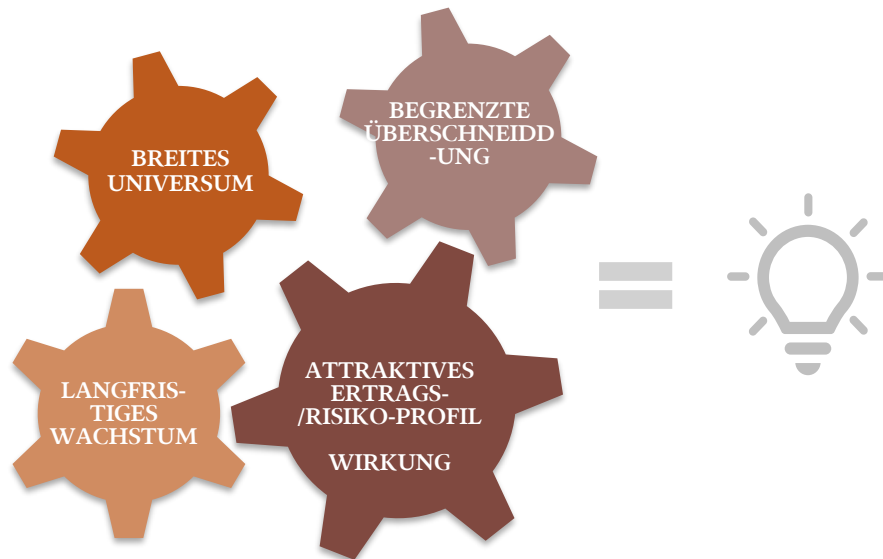 BREITES
UNIVERSUM
BEGRENZTE
ÜBERSCHNEIDD
-UNG
LANGFRIS-
TIGES
WACHSTUM
ATTRAKTIVES
ERTRAGS-
/RISIKO-PROFIL
WIRKUNG